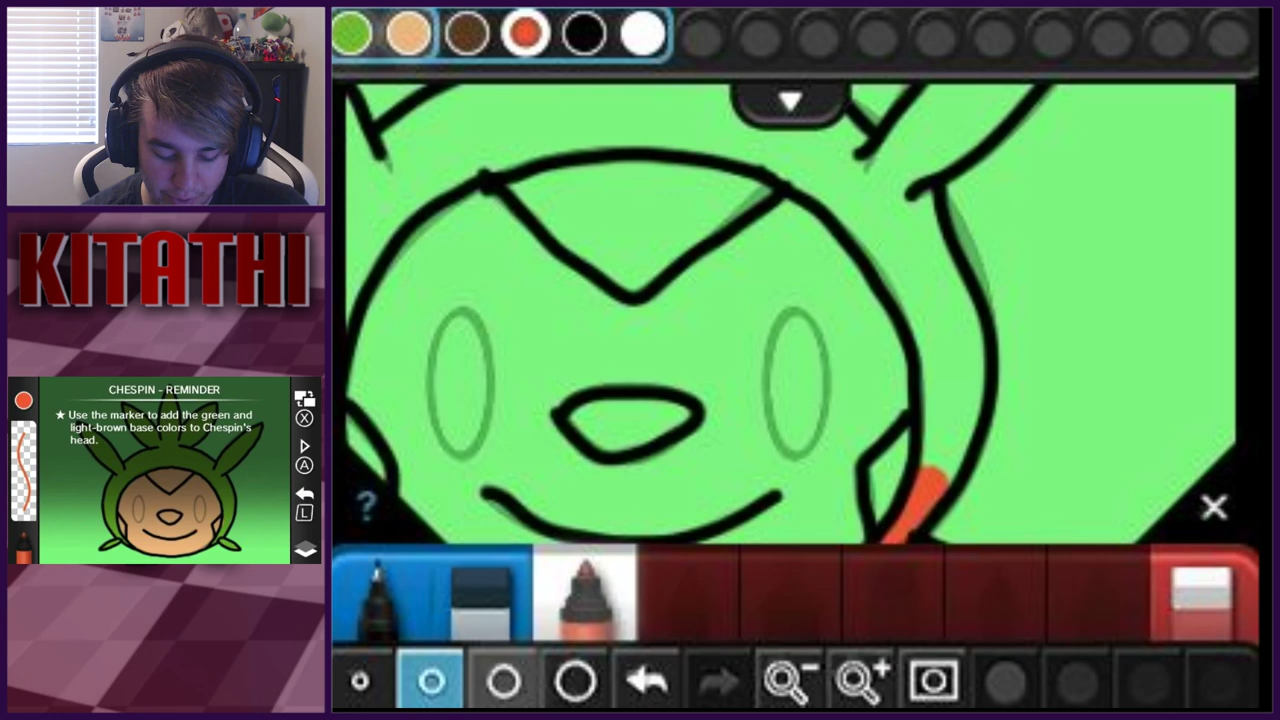 KITATHI
CHESPIN - REMINDER
★ Use the marker to add the green and
light-brown base colors to Chespin's
head.
X
A
L
?
X